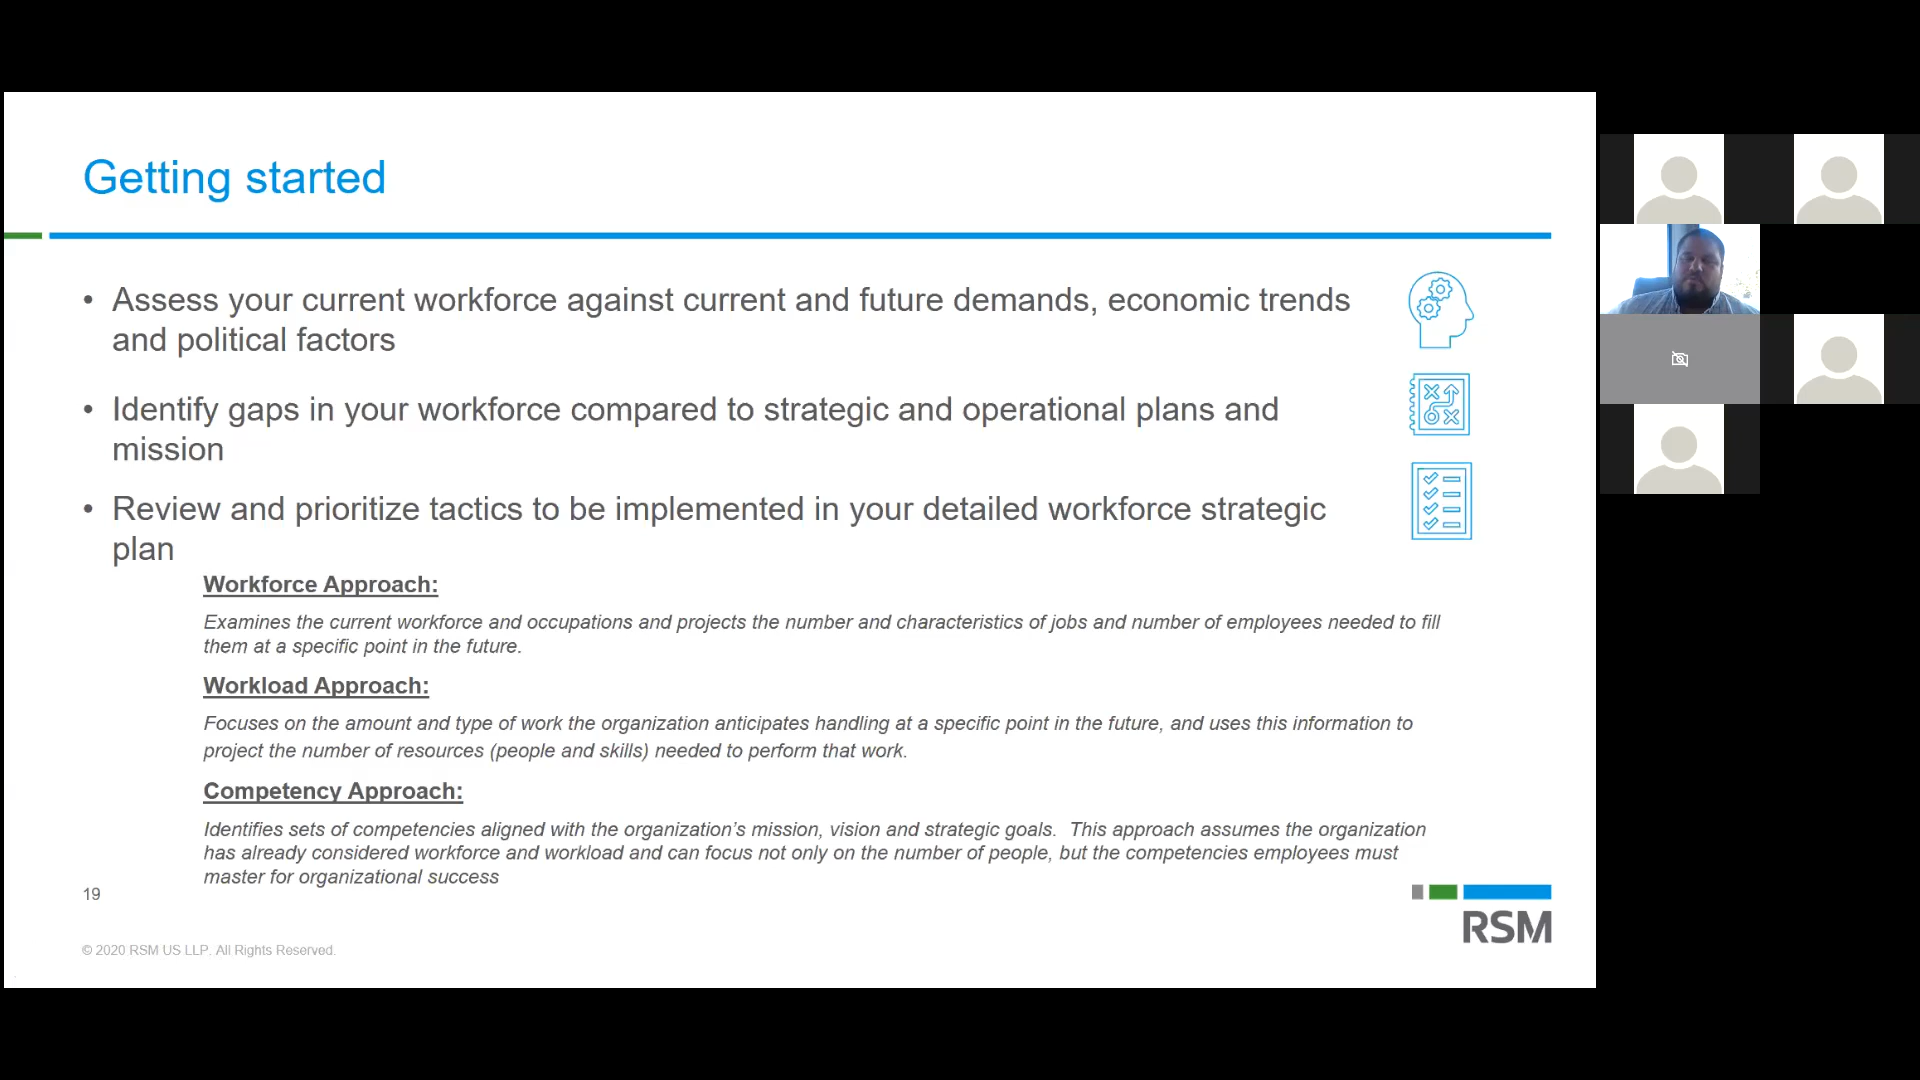 Getting started
• Assess your current workforce against current and future demands, economic trends
and political factors
• Identify gaps in your workforce compared to strategic and operational plans and
mission
• Review and prioritize tactics to be implemented in your detailed workforce strategic
plan
Workforce Approach:
Examines the current workforce and occupations and projects the number and characteristics of jobs and number of employees needed to fill
them at a specific point in the future.
Workload Approach:
Focuses on the amount and type of work the organization anticipates handling at a specific point in the future, and uses this information to
project the number of resources (people and skills) needed to perform that work.
Competency Approach:
Identifies sets of competencies aligned with the organization's mission, vision and strategic goals.  This approach assumes the organization
has already considered workforce and workload and can focus not only on the number of people, but the competencies employees must
master for organizational success
19
RSM
© 2020 RSM US LLP. All Rights Reserved.